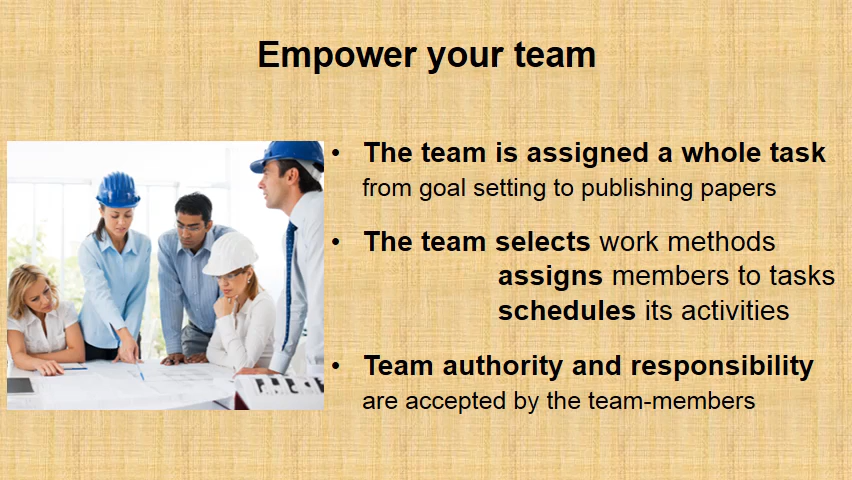 Empower your team
• The team is assigned a whole task
from goal setting to publishing papers
• The team selects work methods
assigns members to tasks
schedules its activities
• Team authority and responsibility
are accepted by the team-members